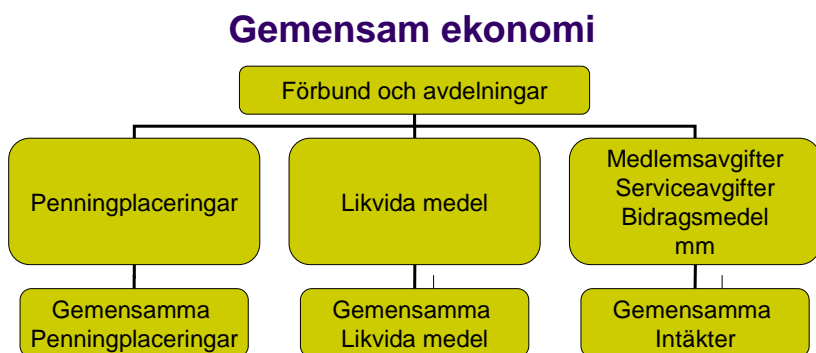 Gemensam ekonomi
Förbund och avdelningar
Penningplaceringar
Likvida medel
Medlemsavgifter
Serviceavgifter
Bidragsmedel
mm
Gemensamma
Penningplaceringar
Gemensamma
Likvida medel
Gemensamma
Intäkter